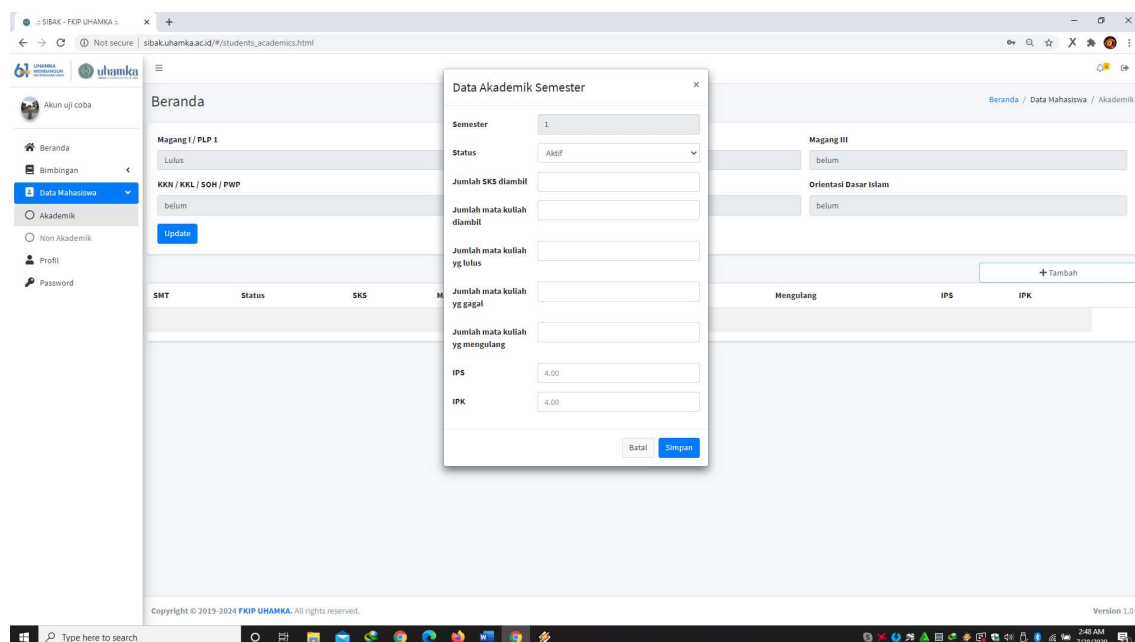 .:: SIBAK - FKIP UHAMKA ::.
Not secure | sibak.uhamka.ac.id/#/students_academics.html
61 UHAMKA
uhamka
Akun uji coba
Beranda
Bimbingan
Data Mahasiswa
Akademik
Non Akademik
Profil
Password
Beranda
Beranda / Data Mahasiswa / Akademik
Magang I / PLP 1
Lulus
KKN / KKL / SOH / PWP
belum
Update
Magang III
belum
Orientasi Dasar Islam
belum
+ Tambah
SMT Status SKS M Mengulang IPS IPK
Data Akademik Semester ×
Semester 1
Status Aktif
Jumlah SKS diambil
Jumlah mata kuliah
diambil
Jumlah mata kuliah
yg lulus
Jumlah mata kuliah
yg gagal
Jumlah mata kuliah
yg mengulang
IPS 4.00
IPK 4.00
Batal Simpan
Copyright © 2019-2024 FKIP UHAMKA. All rights reserved.
Version 1.0
Type here to search
2:48 AM